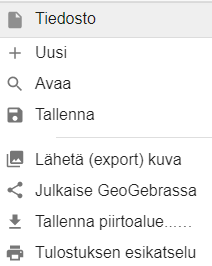 Tiedosto
Uusi
Avaa
Tallenna
Lähetä (export) kuva
Julkaise GeoGebrassa
Tallenna piirtoalue......
Tulostuksen esikatselu